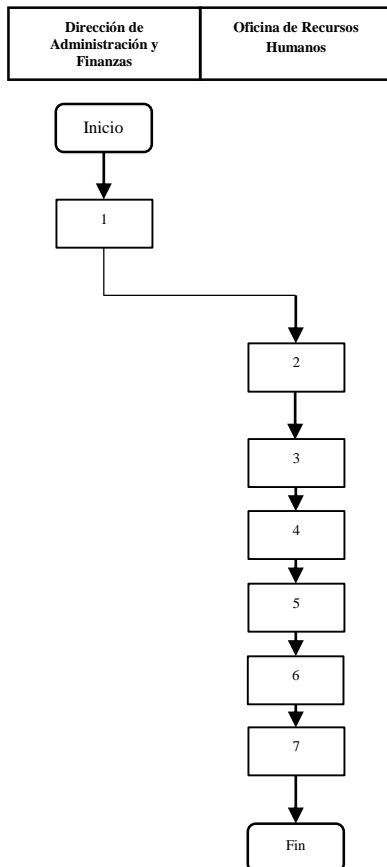 Dirección de
Administración y
Finanzas
Oficina de Recursos
Humanos
Inicio
1
2
3
4
5
6
7
Fin